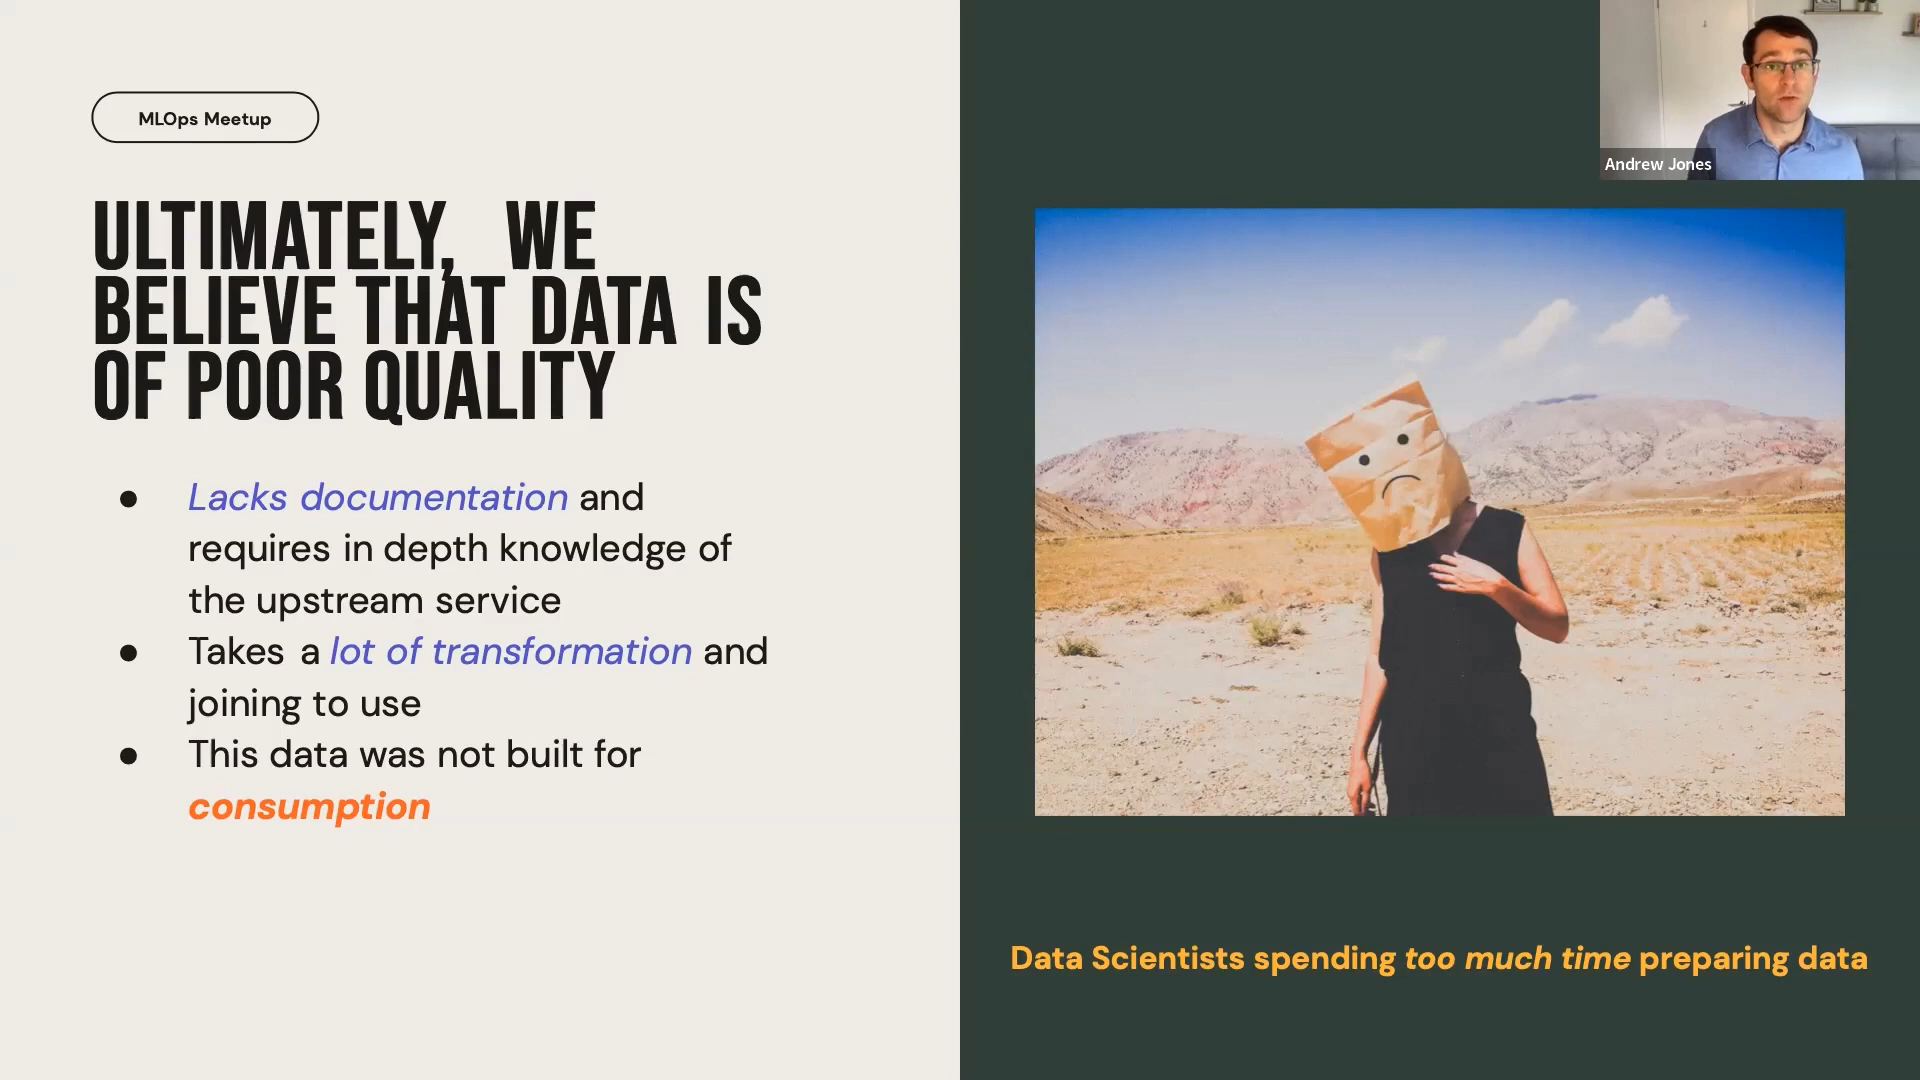 MLOps Meetup
ULTIMATELY, WE
BELIEVE THAT DATA IS
OF POOR QUALITY
● Lacks documentation and
requires in depth knowledge of
the upstream service
● Takes a lot of transformation and
joining to use
● This data was not built for
consumption
Andrew Jones
Data Scientists spending too much time preparing data